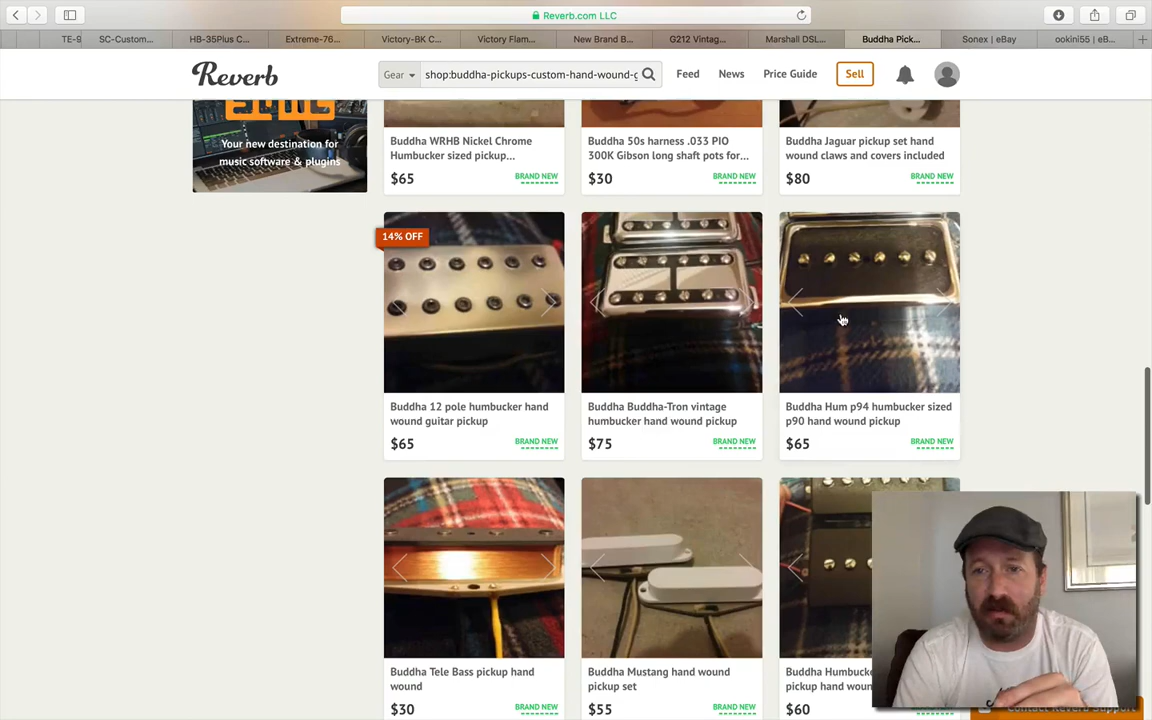 Reverb.com LLC
TE-9
SC-Custom...
HB-35Plus C...
Extreme-76...
Victory-BK C...
Victory Flam...
New Brand B...
G212 Vintag...
Marshall DSL...
Buddha Pick...
Sonex | eBay
ookini55 | eB...
Reverb
Gear
shop:buddha-pickups-custom-hand-wound-g
Feed
News
Price Guide
Sell
Your new destination for
music software & plugins
Buddha WRHB Nickel Chrome
Humbucker sized pickup...
$65
BRAND NEW
Buddha 50s harness .033 PIO
300K Gibson long shaft pots for...
$30
BRAND NEW
Buddha Jaguar pickup set hand
wound claws and covers included
$80
BRAND NEW
14% OFF
Buddha 12 pole humbucker hand
wound guitar pickup
$65
BRAND NEW
Buddha Buddha-Tron vintage
humbucker hand wound pickup
$75
BRAND NEW
Buddha Hum p94 humbucker sized
p90 hand wound pickup
$65
BRAND NEW
Buddha Tele Bass pickup hand
wound
$30
BRAND NEW
Buddha Mustang hand wound
pickup set
$55
BRAND NEW
Buddha Humbuck
pickup hand woun
$60
Contact Reverb Support